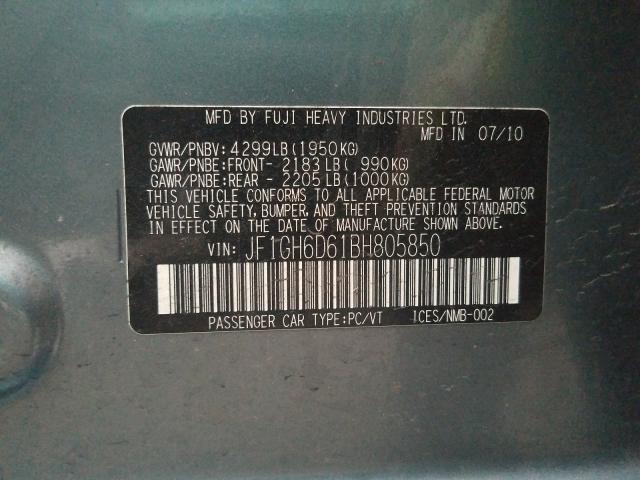 MFD BY FUJI HEAVY INDUSTRIES LTD.
MFD IN 07/10
GVWR/PNBV: 4299LB(1950KG)
GAWR/PNBE:FRONT- 2183LB( 990KG)
GAWR/PNBE:REAR - 2205LB(1000KG)
THIS VEHICLE CONFORMS TO ALL APPLICABLE FEDERAL MOTOR
VEHICLE SAFETY, BUMPER, AND THEFT PREVENTION STANDARDS
IN EFFECT ON THE DATE OF MANUFACTURE SHOWN ABOVE.
VIN: JF1GH6D61BH805850
PASSENGER CAR TYPE:PC/VT ICES/NMB-002